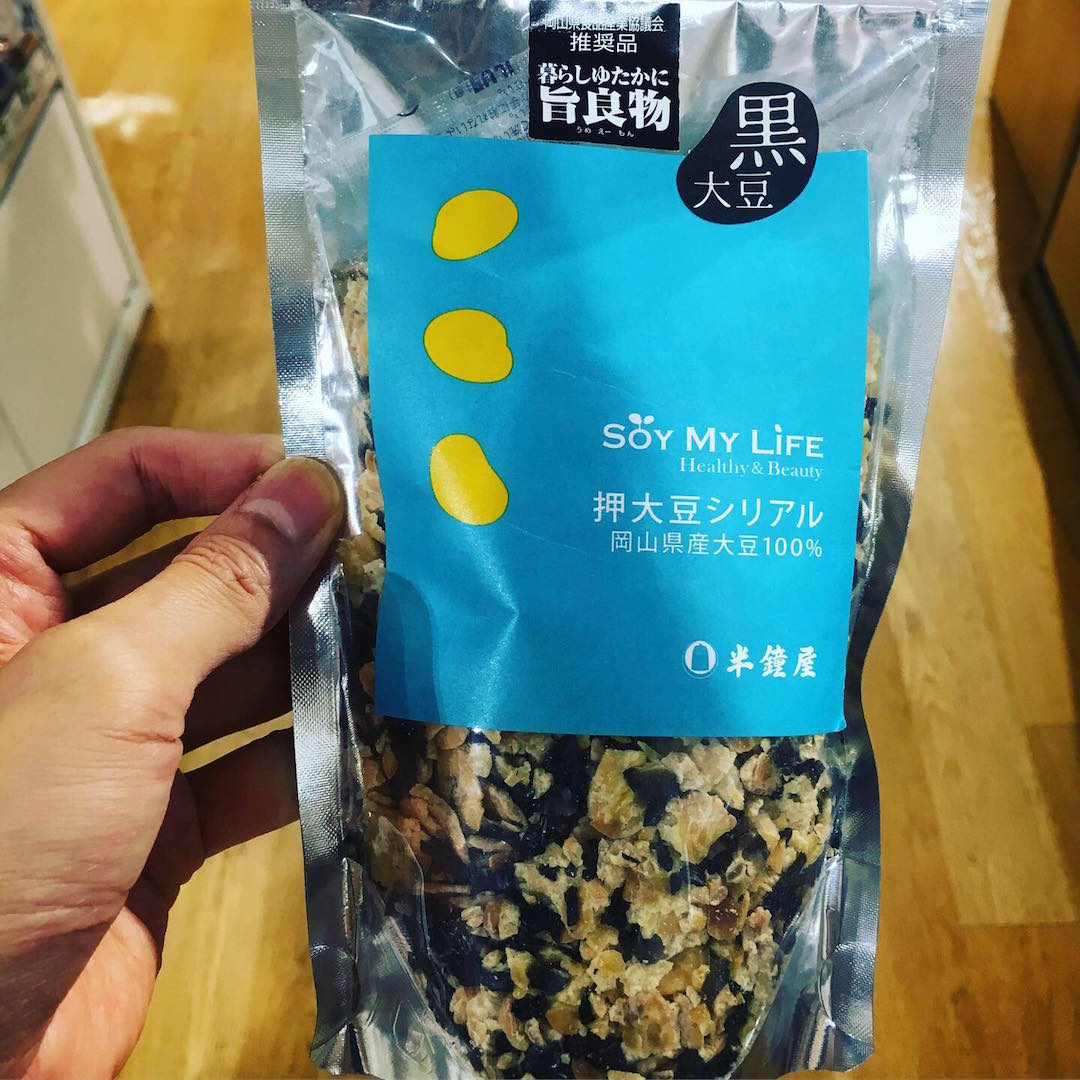 岡山県食品産業協議会
推奨品
暮らしゆたかに
旨良物
うめ えー もん
黒
大豆
SOY MY LIFE
Healthy & Beauty
押大豆シリアル
岡山県産大豆100%
半鐘屋